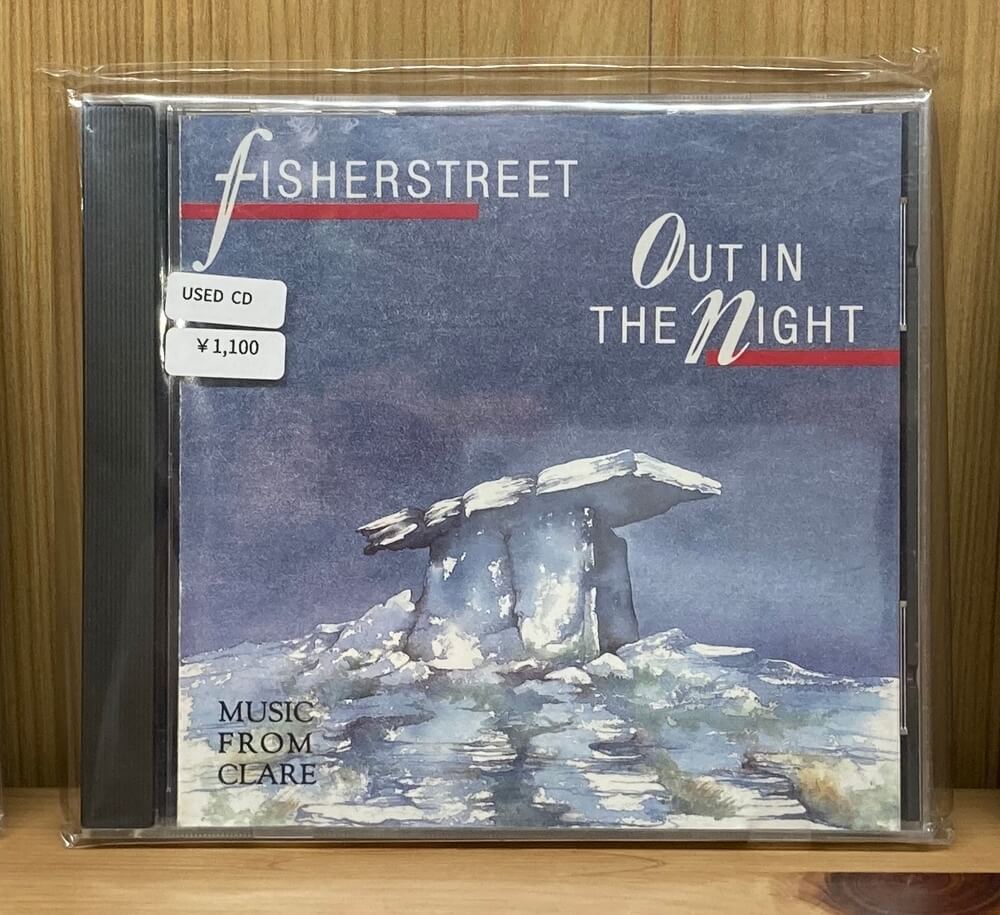 FISHERSTREET
OUT IN
THE NIGHT
USED CD
¥1,100
MUSIC
FROM
CLARE